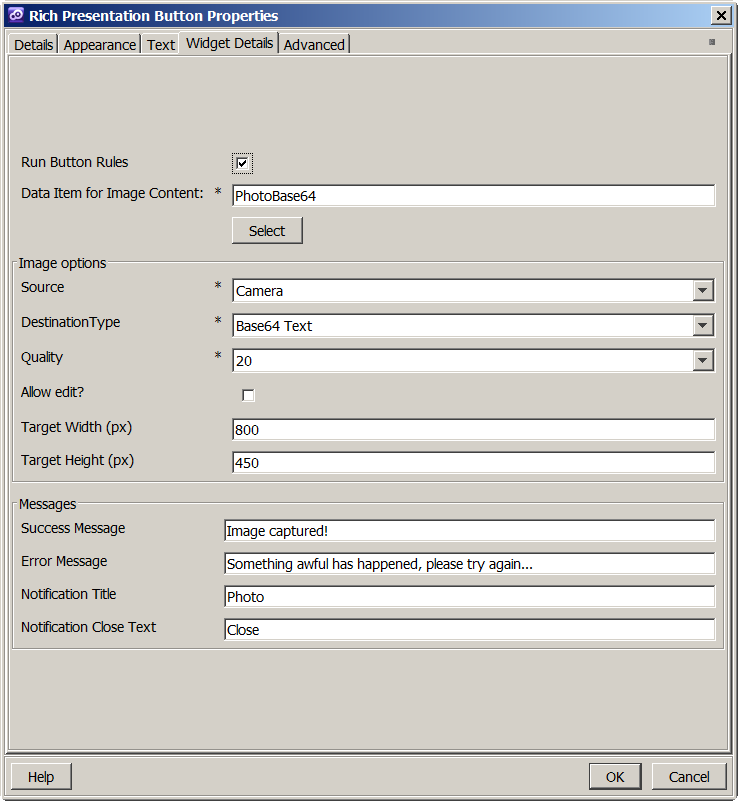 Rich Presentation Button Properties
Details Appearance Text Widget Details Advanced
Run Button Rules
Data Item for Image Content: * PhotoBase64
Select
Image options
Source * Camera
DestinationType * Base64 Text
Quality * 20
Allow edit?
Target Width (px) 800
Target Height (px) 450
Messages
Success Message Image captured!
Error Message Something awful has happened, please try again...
Notification Title Photo
Notification Close Text Close
Help OK Cancel